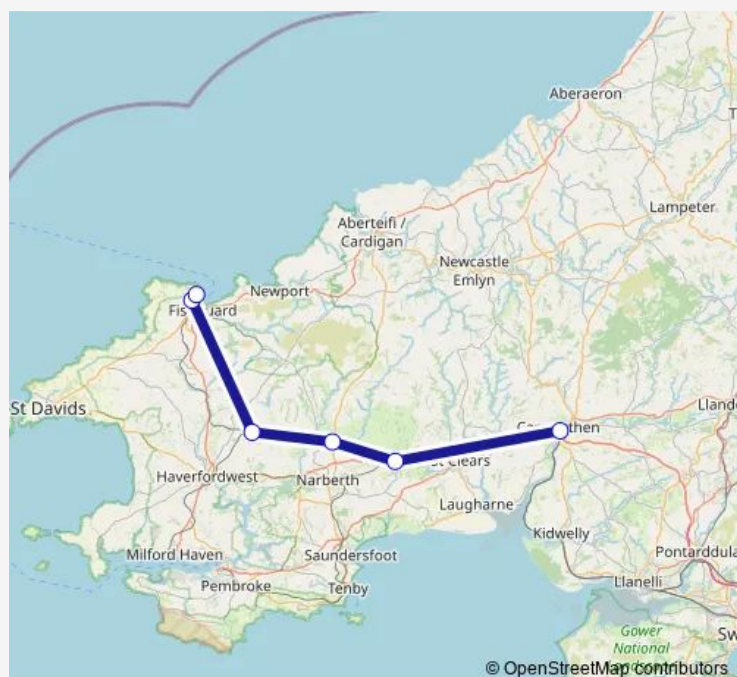 Aberaeron
Lampeter
Aberteifi /
Cardigan
Newcastle
Emlyn
Newport
St Davids
Haverfordwest
Narberth
Laugharne
Kidwelly
Milford Haven
Saundersfoot
Pembroke
Tenby
Llanelli
Pontarddula
Gower
National
© OpenStreetMap contributors